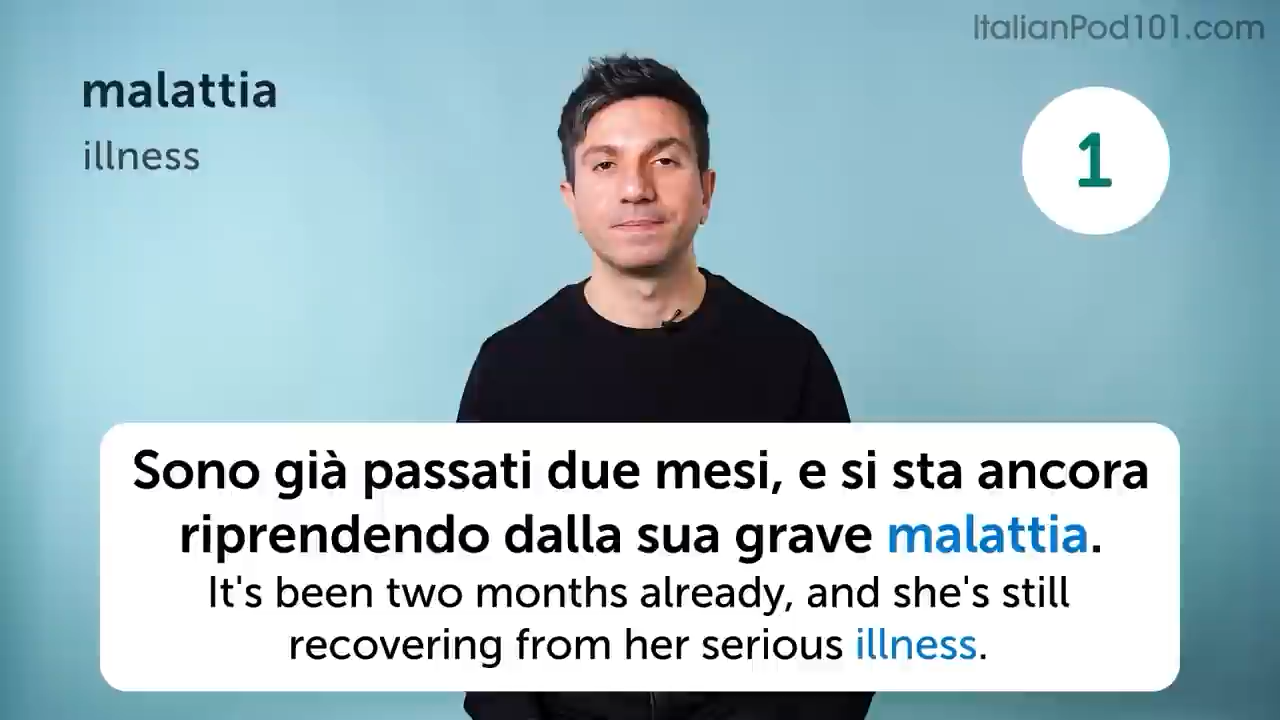 ItalianPod101.com
malattia
illness
1
Sono già passati due mesi, e si sta ancora
riprendendo dalla sua grave malattia.
It's been two months already, and she's still
recovering from her serious illness.